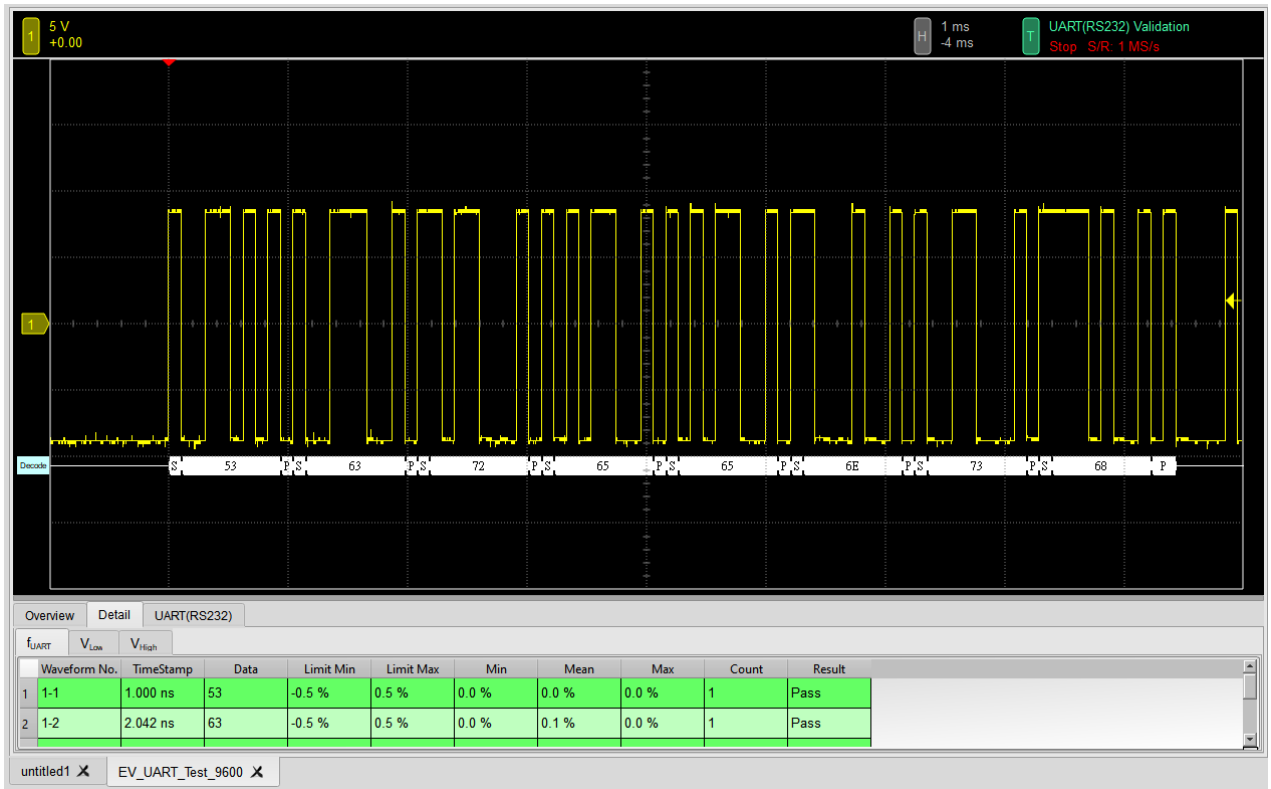 1 5 V +0.00 H 1 ms -4 ms T UART(RS232) Validation
Stop S/R: 1 MS/s
1
Decode S 53 P S 63 P S 72 P S 65 P S 65 P S 6E P S 73 P S 68 P
Overview Detail UART(RS232)
fUART VLow VHigh
Waveform No. TimeStamp Data Limit Min Limit Max Min Mean Max Count Result
1 1-1 1.000 ns 53 -0.5 % 0.5 % 0.0 % 0.0 % 0.0 % 1 Pass
2 1-2 2.042 ns 63 -0.5 % 0.5 % 0.0 % 0.1 % 0.0 % 1 Pass
untitled1 X EV_UART_Test_9600 X